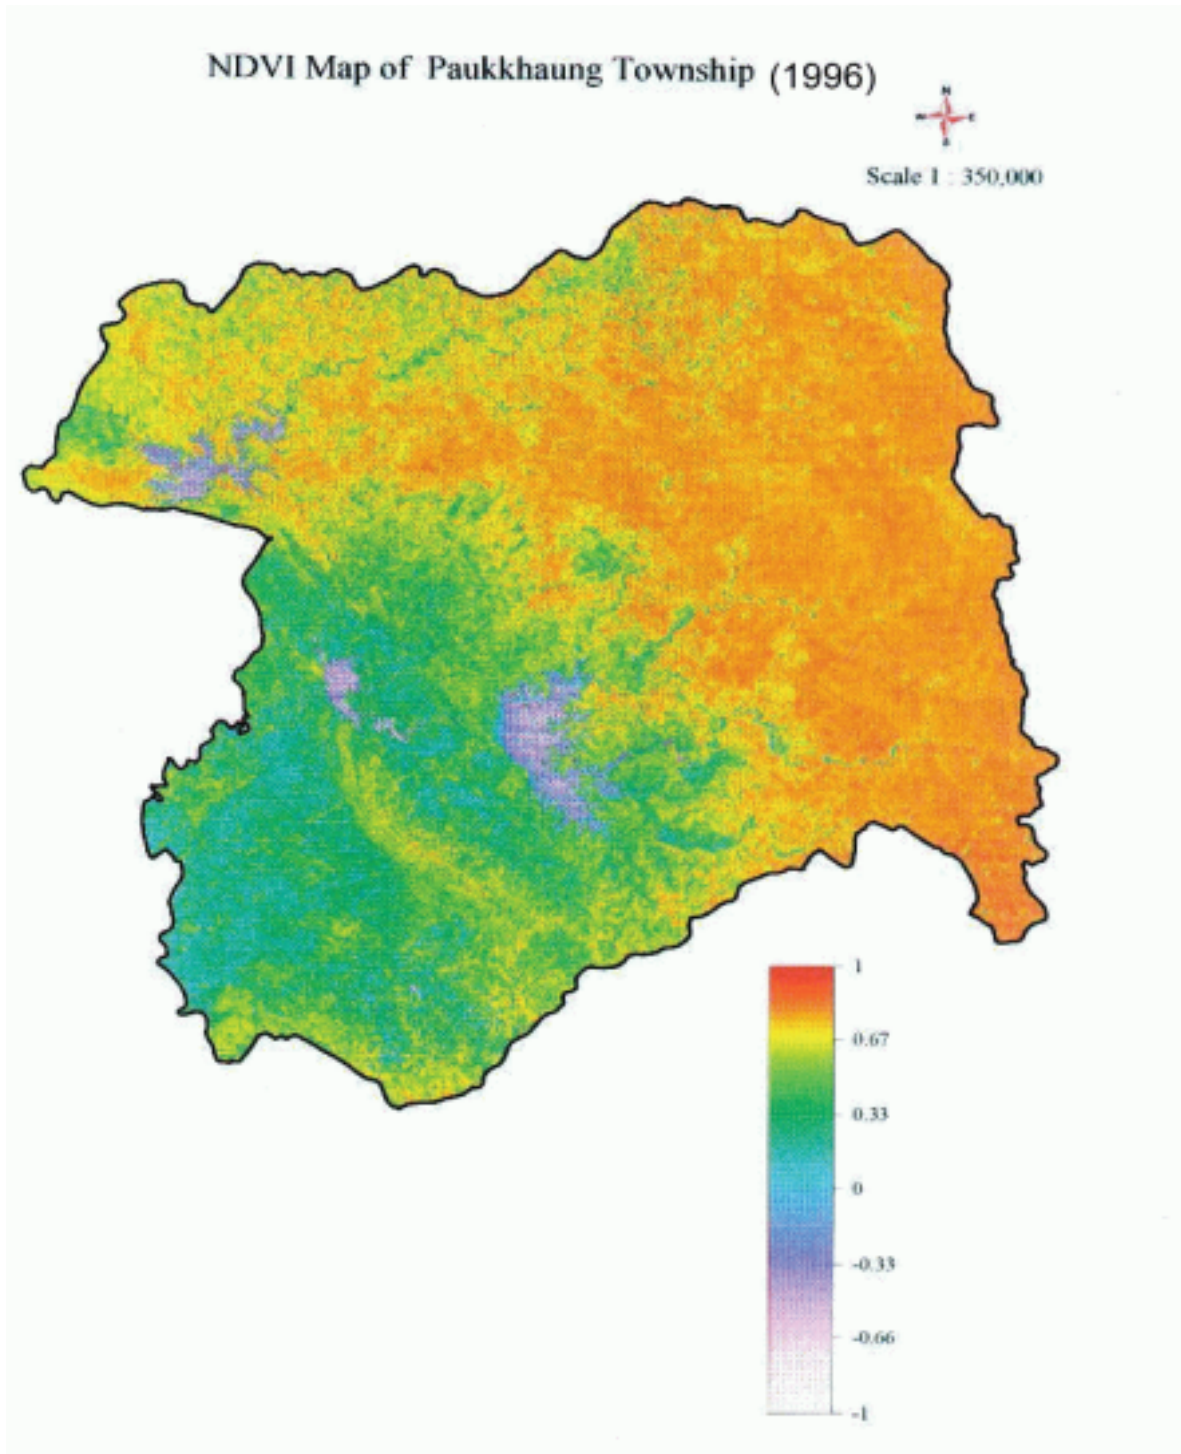 NDVI Map of Paukkhaung Township (1996)
N
W E
S
Scale 1 : 350,000
1
0.67
0.33
0
-0.33
-0.66
-1